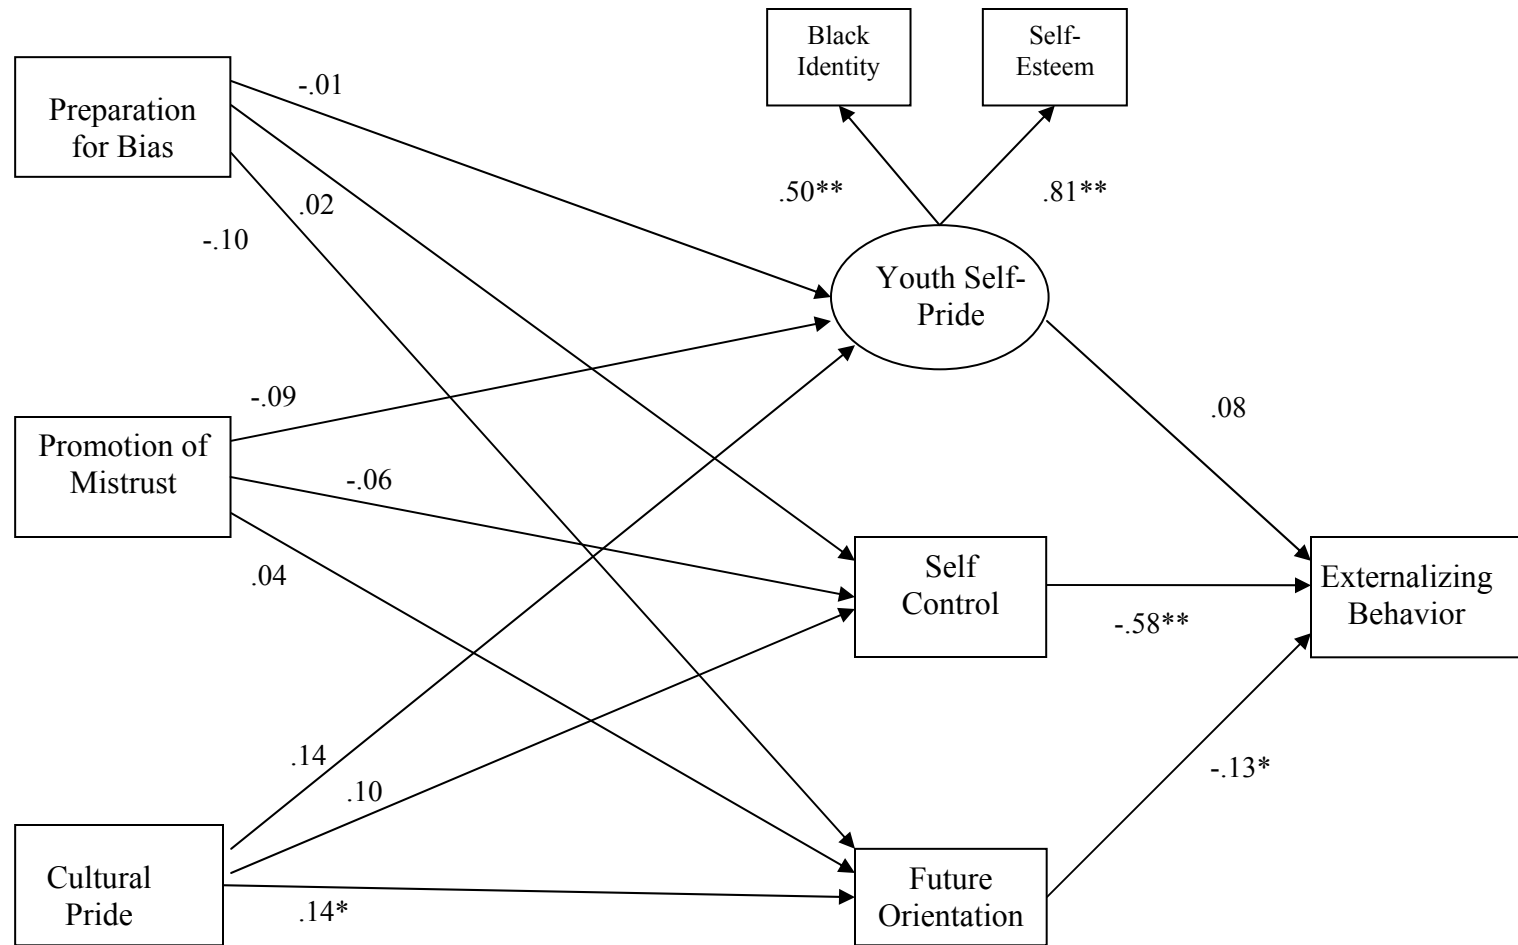 Black
Identity
Self-
Esteem
Preparation
for Bias
-.01
.02
-.10
.50**
.81**
Youth Self-
Pride
-.09
.08
Promotion of
Mistrust
-.06
.04
Self
Control
-.58**
Externalizing
Behavior
.14
.10
-.13*
Cultural
Pride
.14*
Future
Orientation